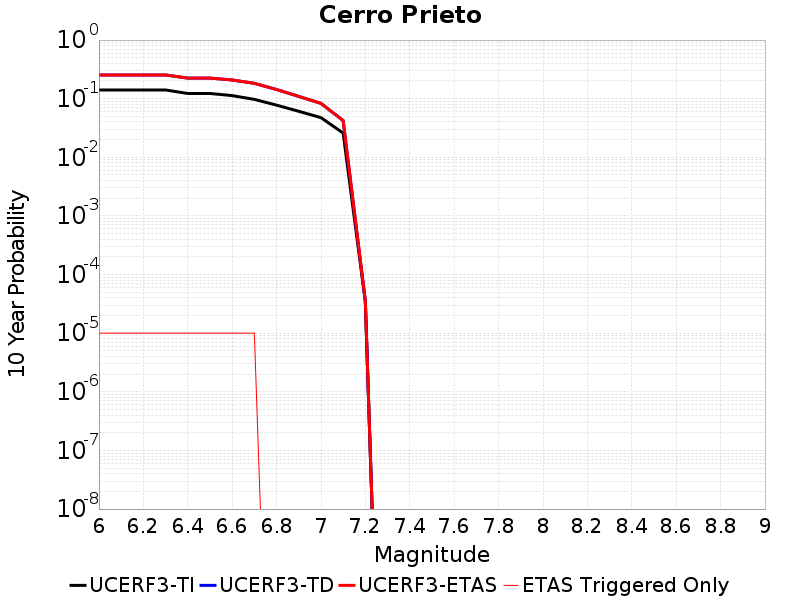 Cerro Prieto
10 Year Probability
10^0
10^-1
10^-2
10^-3
10^-4
10^-5
10^-6
10^-7
10^-8
6 6.2 6.4 6.6 6.8 7 7.2 7.4 7.6 7.8 8 8.2 8.4 8.6 8.8 9
Magnitude
UCERF3-TI UCERF3-TD UCERF3-ETAS ETAS Triggered Only